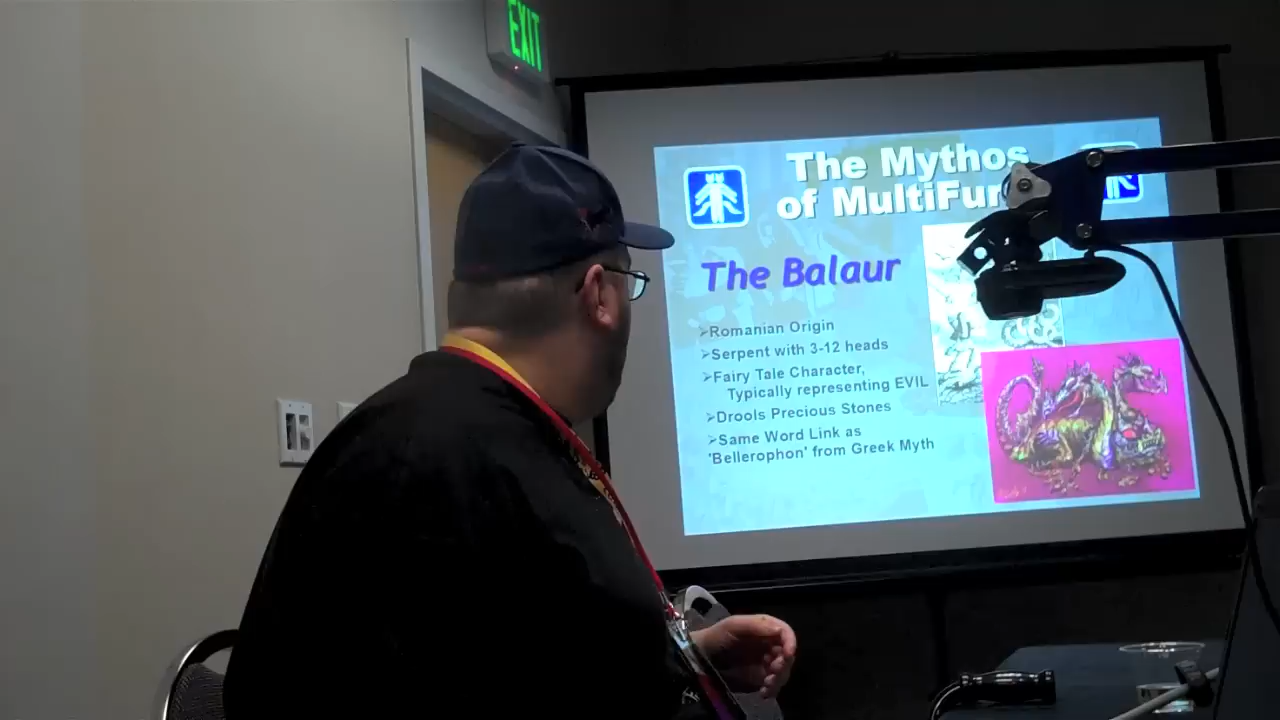 EXIT
The Mythos
of MultiFur
The Balaur
➢Romanian Origin
➢Serpent with 3-12 heads
➢Fairy Tale Character,
Typically representing EVIL
➢Drools Precious Stones
➢Same Word Link as
'Bellerophon' from Greek Myth